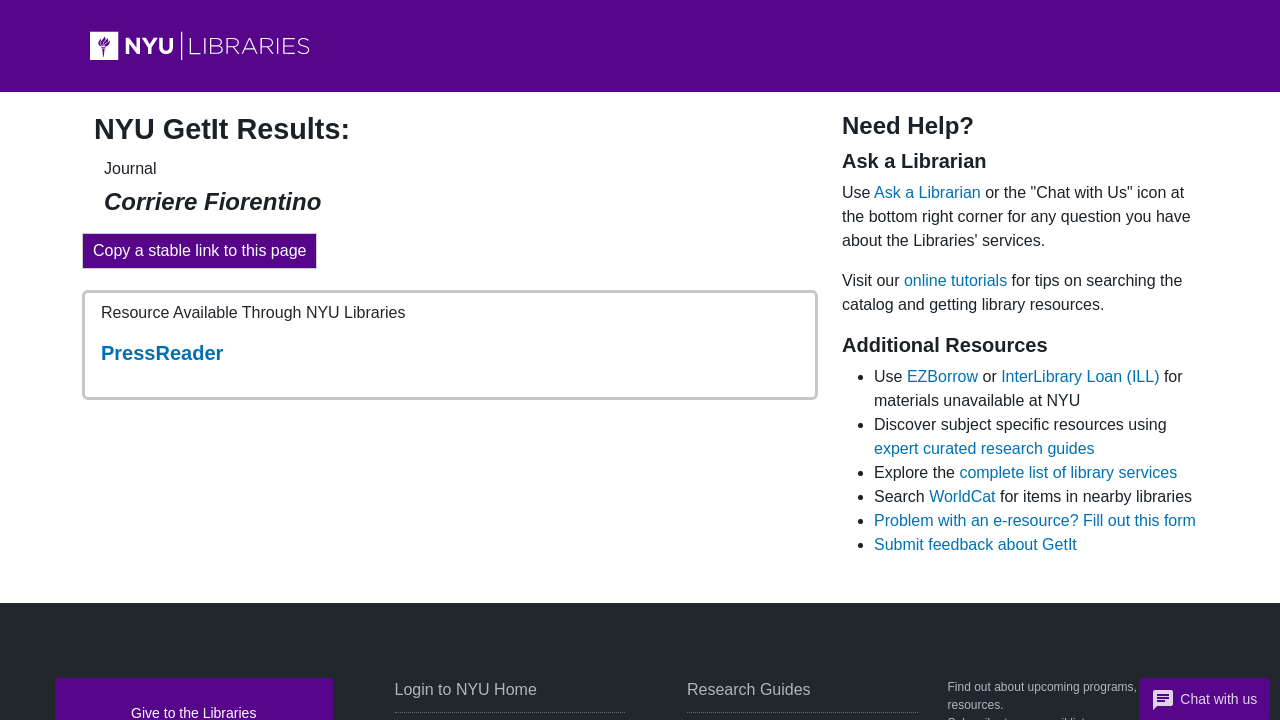 NYU LIBRARIES
NYU GetIt Results:
Journal
Corriere Fiorentino
Copy a stable link to this page
Resource Available Through NYU Libraries
PressReader
Need Help?
Ask a Librarian
Use Ask a Librarian or the "Chat with Us" icon at
the bottom right corner for any question you have
about the Libraries' services.
Visit our online tutorials for tips on searching the
catalog and getting library resources.
Additional Resources
Use EZBorrow or InterLibrary Loan (ILL) for
materials unavailable at NYU
Discover subject specific resources using
expert curated research guides
Explore the complete list of library services
Search WorldCat for items in nearby libraries
Problem with an e-resource? Fill out this form
Submit feedback about GetIt
Give to the Libraries
Login to NYU Home
Research Guides
Find out about upcoming programs,
resources.
Chat with us